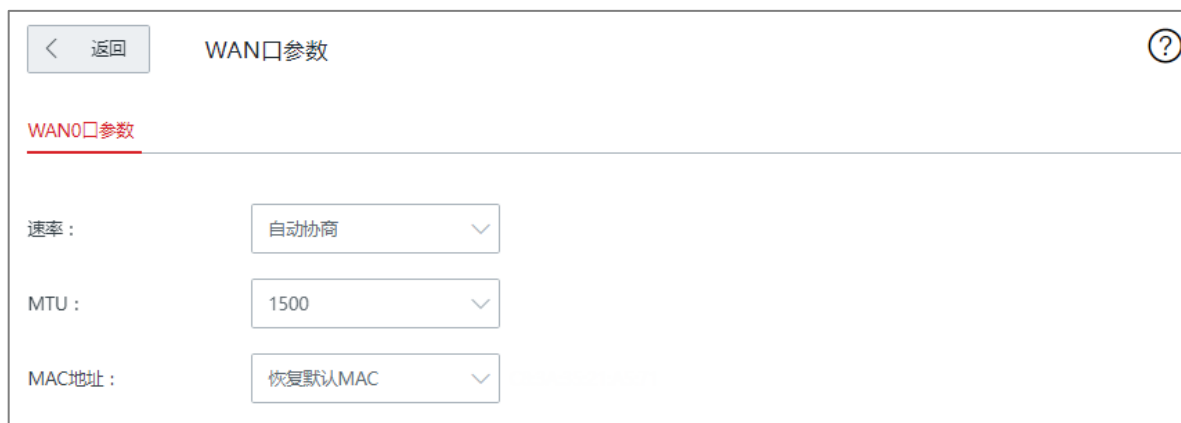 返回
WAN口参数
?
WAN0口参数
速率：
自动协商
MTU：
1500
MAC地址：
恢复默认MAC